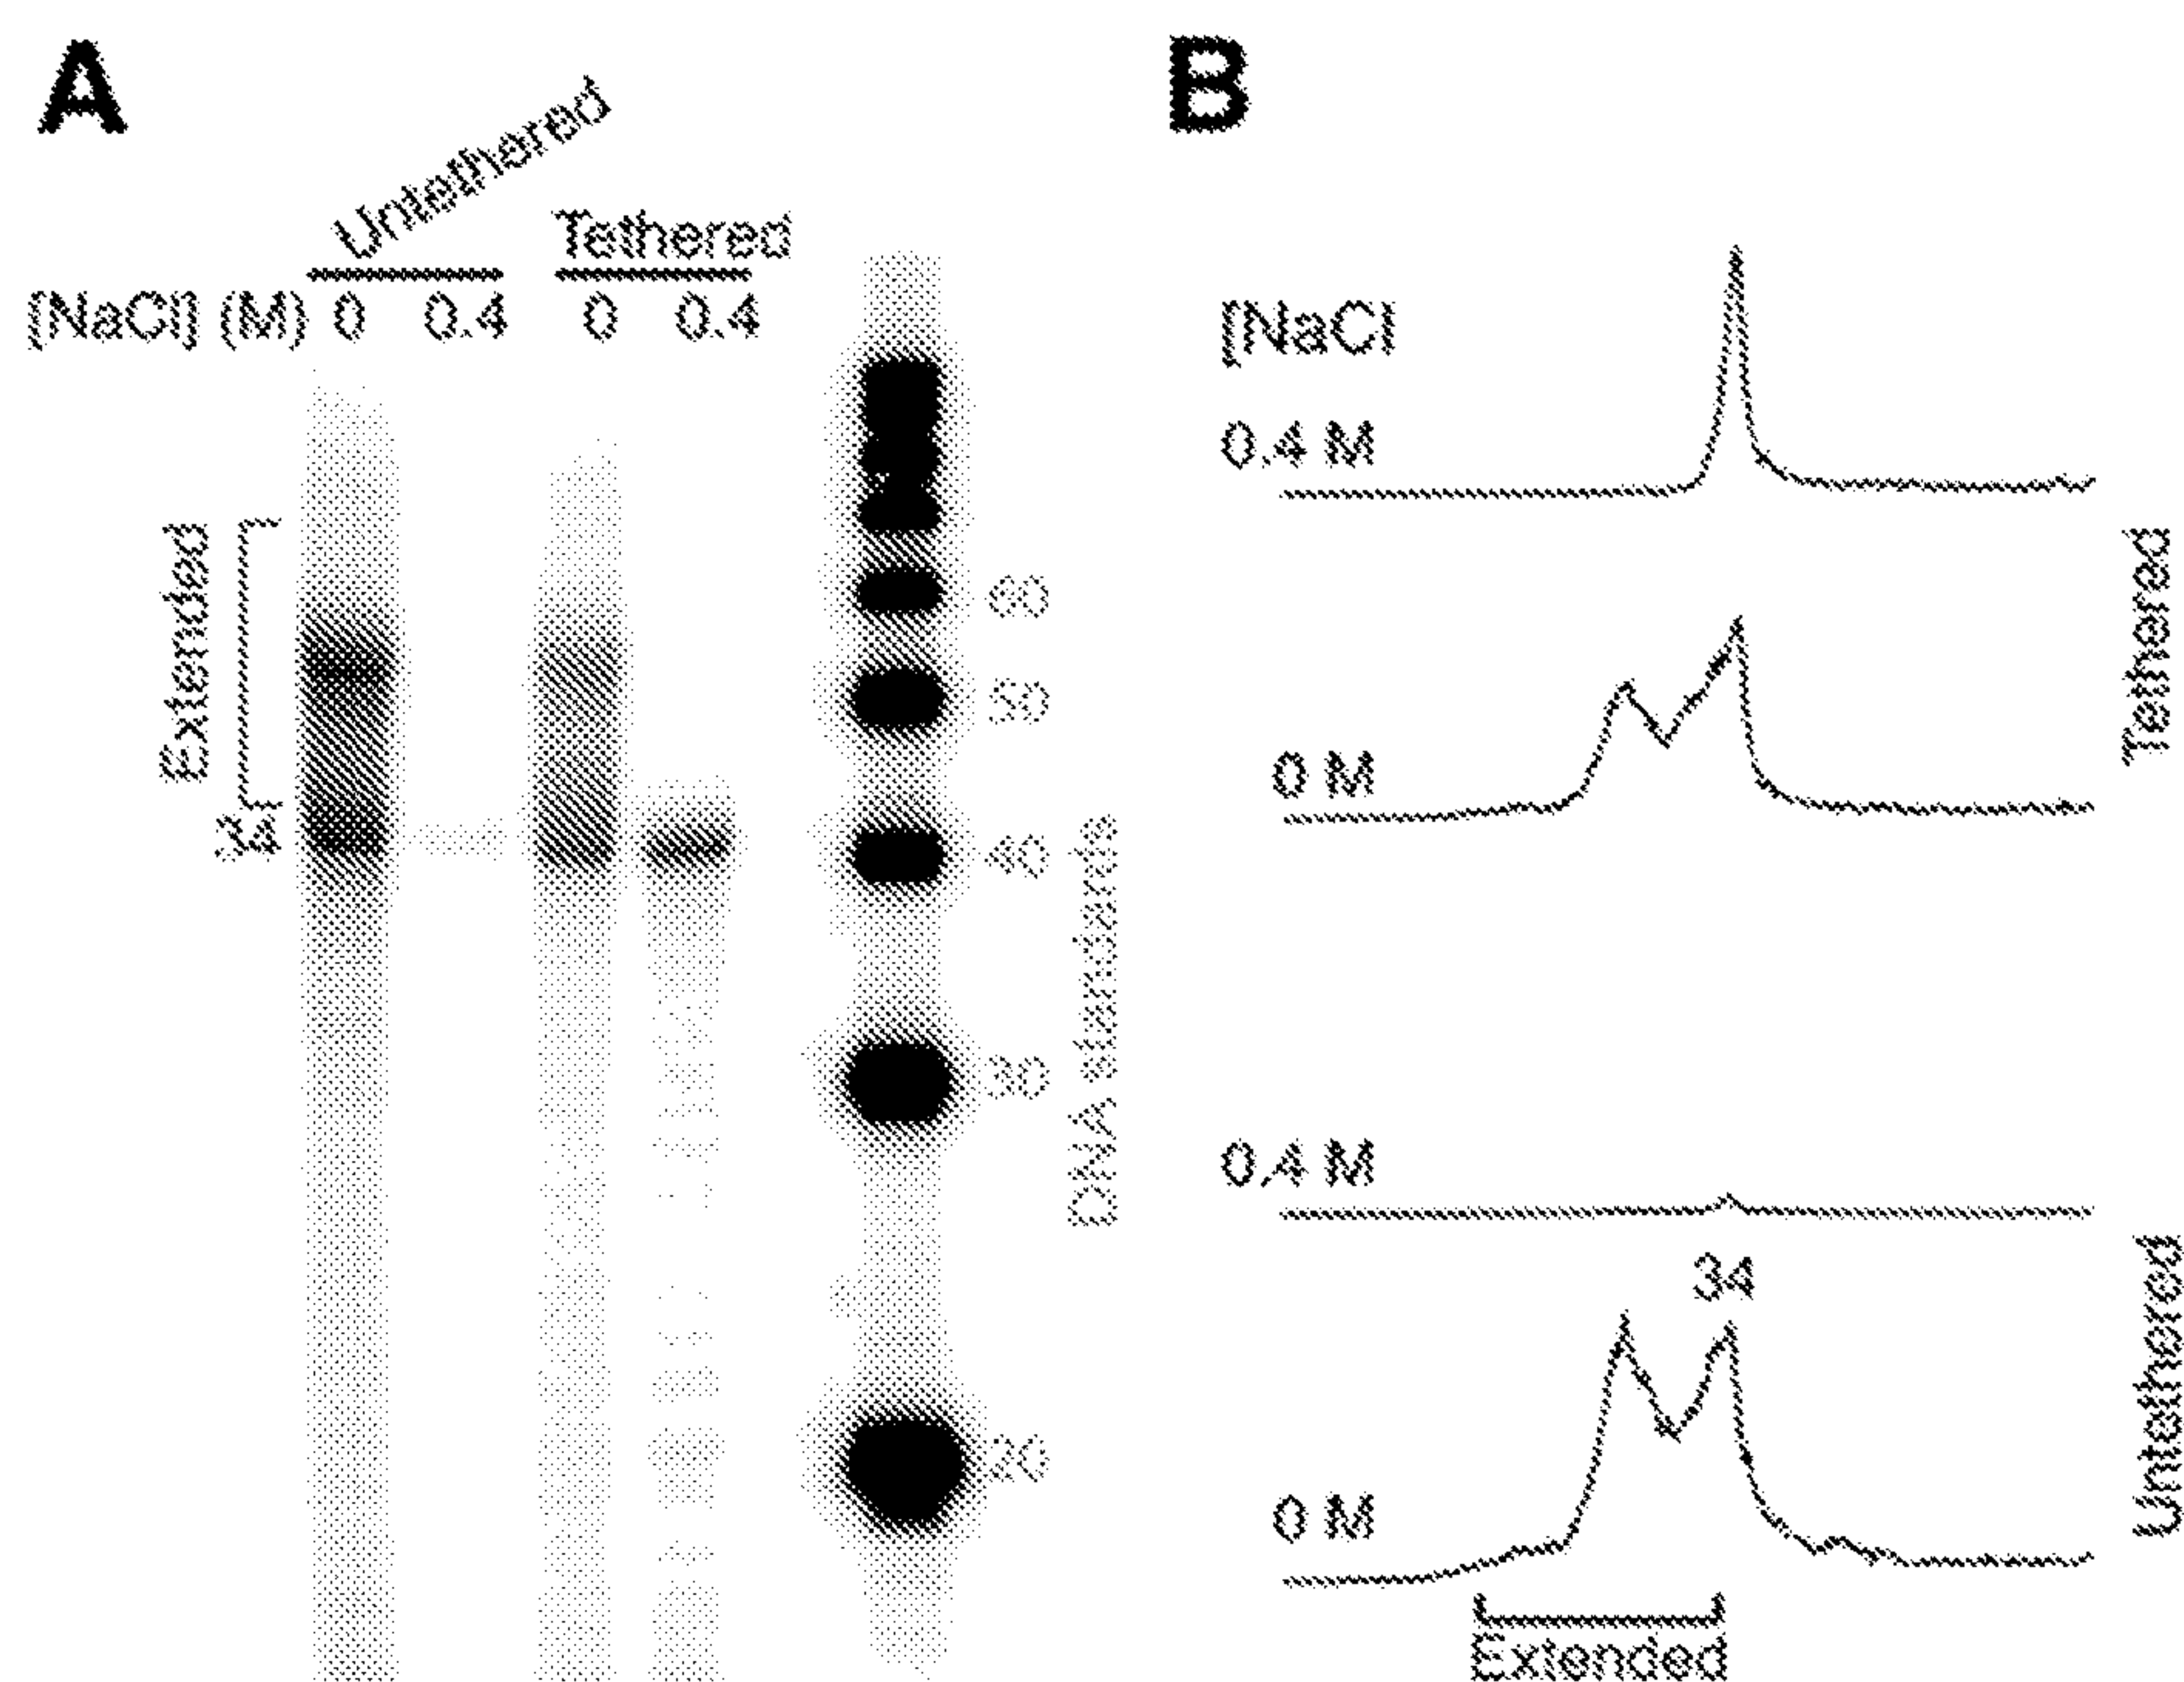 A
Untethered
Tethered
[NaCl] (M) 0 0.4 0 0.4
Extended
34
60
50
40
30
20
DNA standards
B
[NaCl
0.4 M
0 M
Tethered
0.4 M
34
0 M
Untethered
Extended